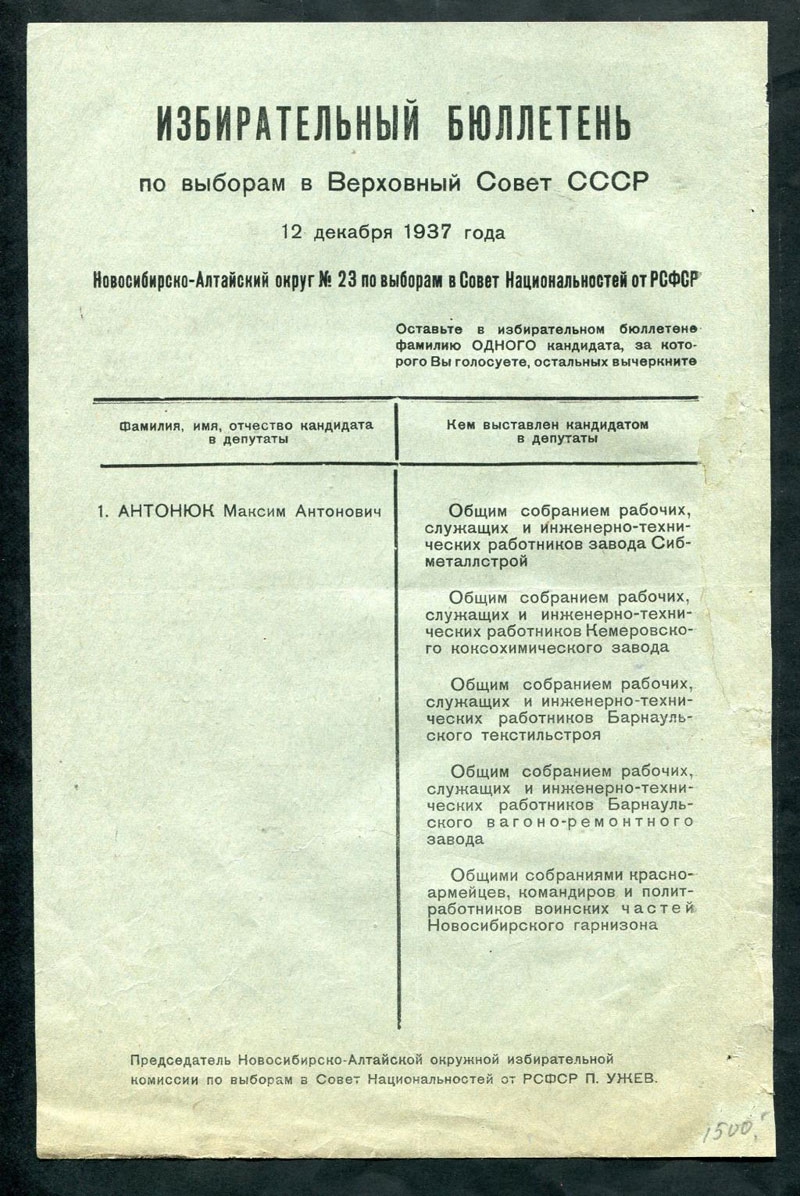 ИЗБИРАТЕЛЬНЫЙ БЮЛЛЕТЕНЬ
по выборам в Верховный Совет СССР
12 декабря 1937 года
Новосибирско-Алтайский округ № 23 по выборам в Совет Национальностей от РСФСР
Оставьте в избирательном бюллетене
фамилию ОДНОГО кандидата, за кото-
рого Вы голосуете, остальных вычеркните
Фамилия, имя, отчество кандидата
в депутаты
Кем выставлен кандидатом
в депутаты
1. АНТОНЮК Максим Антонович
Общим собранием рабочих,
служащих и инженерно-техни-
ческих работников завода Сиб-
металлстрой
Общим собранием рабочих,
служащих и инженерно-техни-
ческих работников Кемеровско-
го коксохимического завода
Общим собранием рабочих,
служащих и инженерно-техни-
ческих работников Барнауль-
ского текстильстроя
Общим собранием рабочих,
служащих и инженерно-техни-
ческих работников Барнауль-
ского вагоно-ремонтного
завода
Общими собраниями красно-
армейцев, командиров и полит-
работников воинских частей
Новосибирского гарнизона
Председатель Новосибирско-Алтайской окружной избирательной
комиссии по выборам в Совет Национальностей от РСФСР П. УЖЕВ.
1500